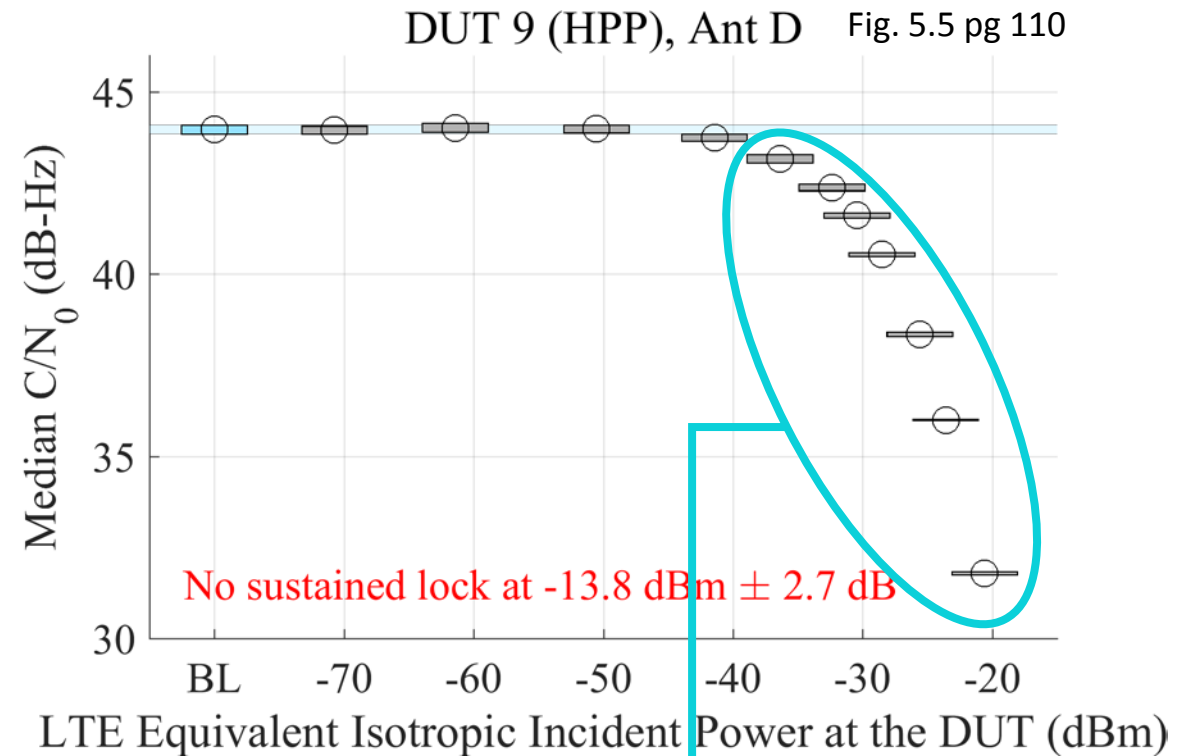 DUT 9 (HPP), Ant D
Fig. 5.5 pg 110
Median C/N0 (dB-Hz)
45
40
35
30
No sustained lock at -13.8 dBm ± 2.7 dB
BL -70 -60 -50 -40 -30 -20
LTE Equivalent Isotropic Incident Power at the DUT (dBm)